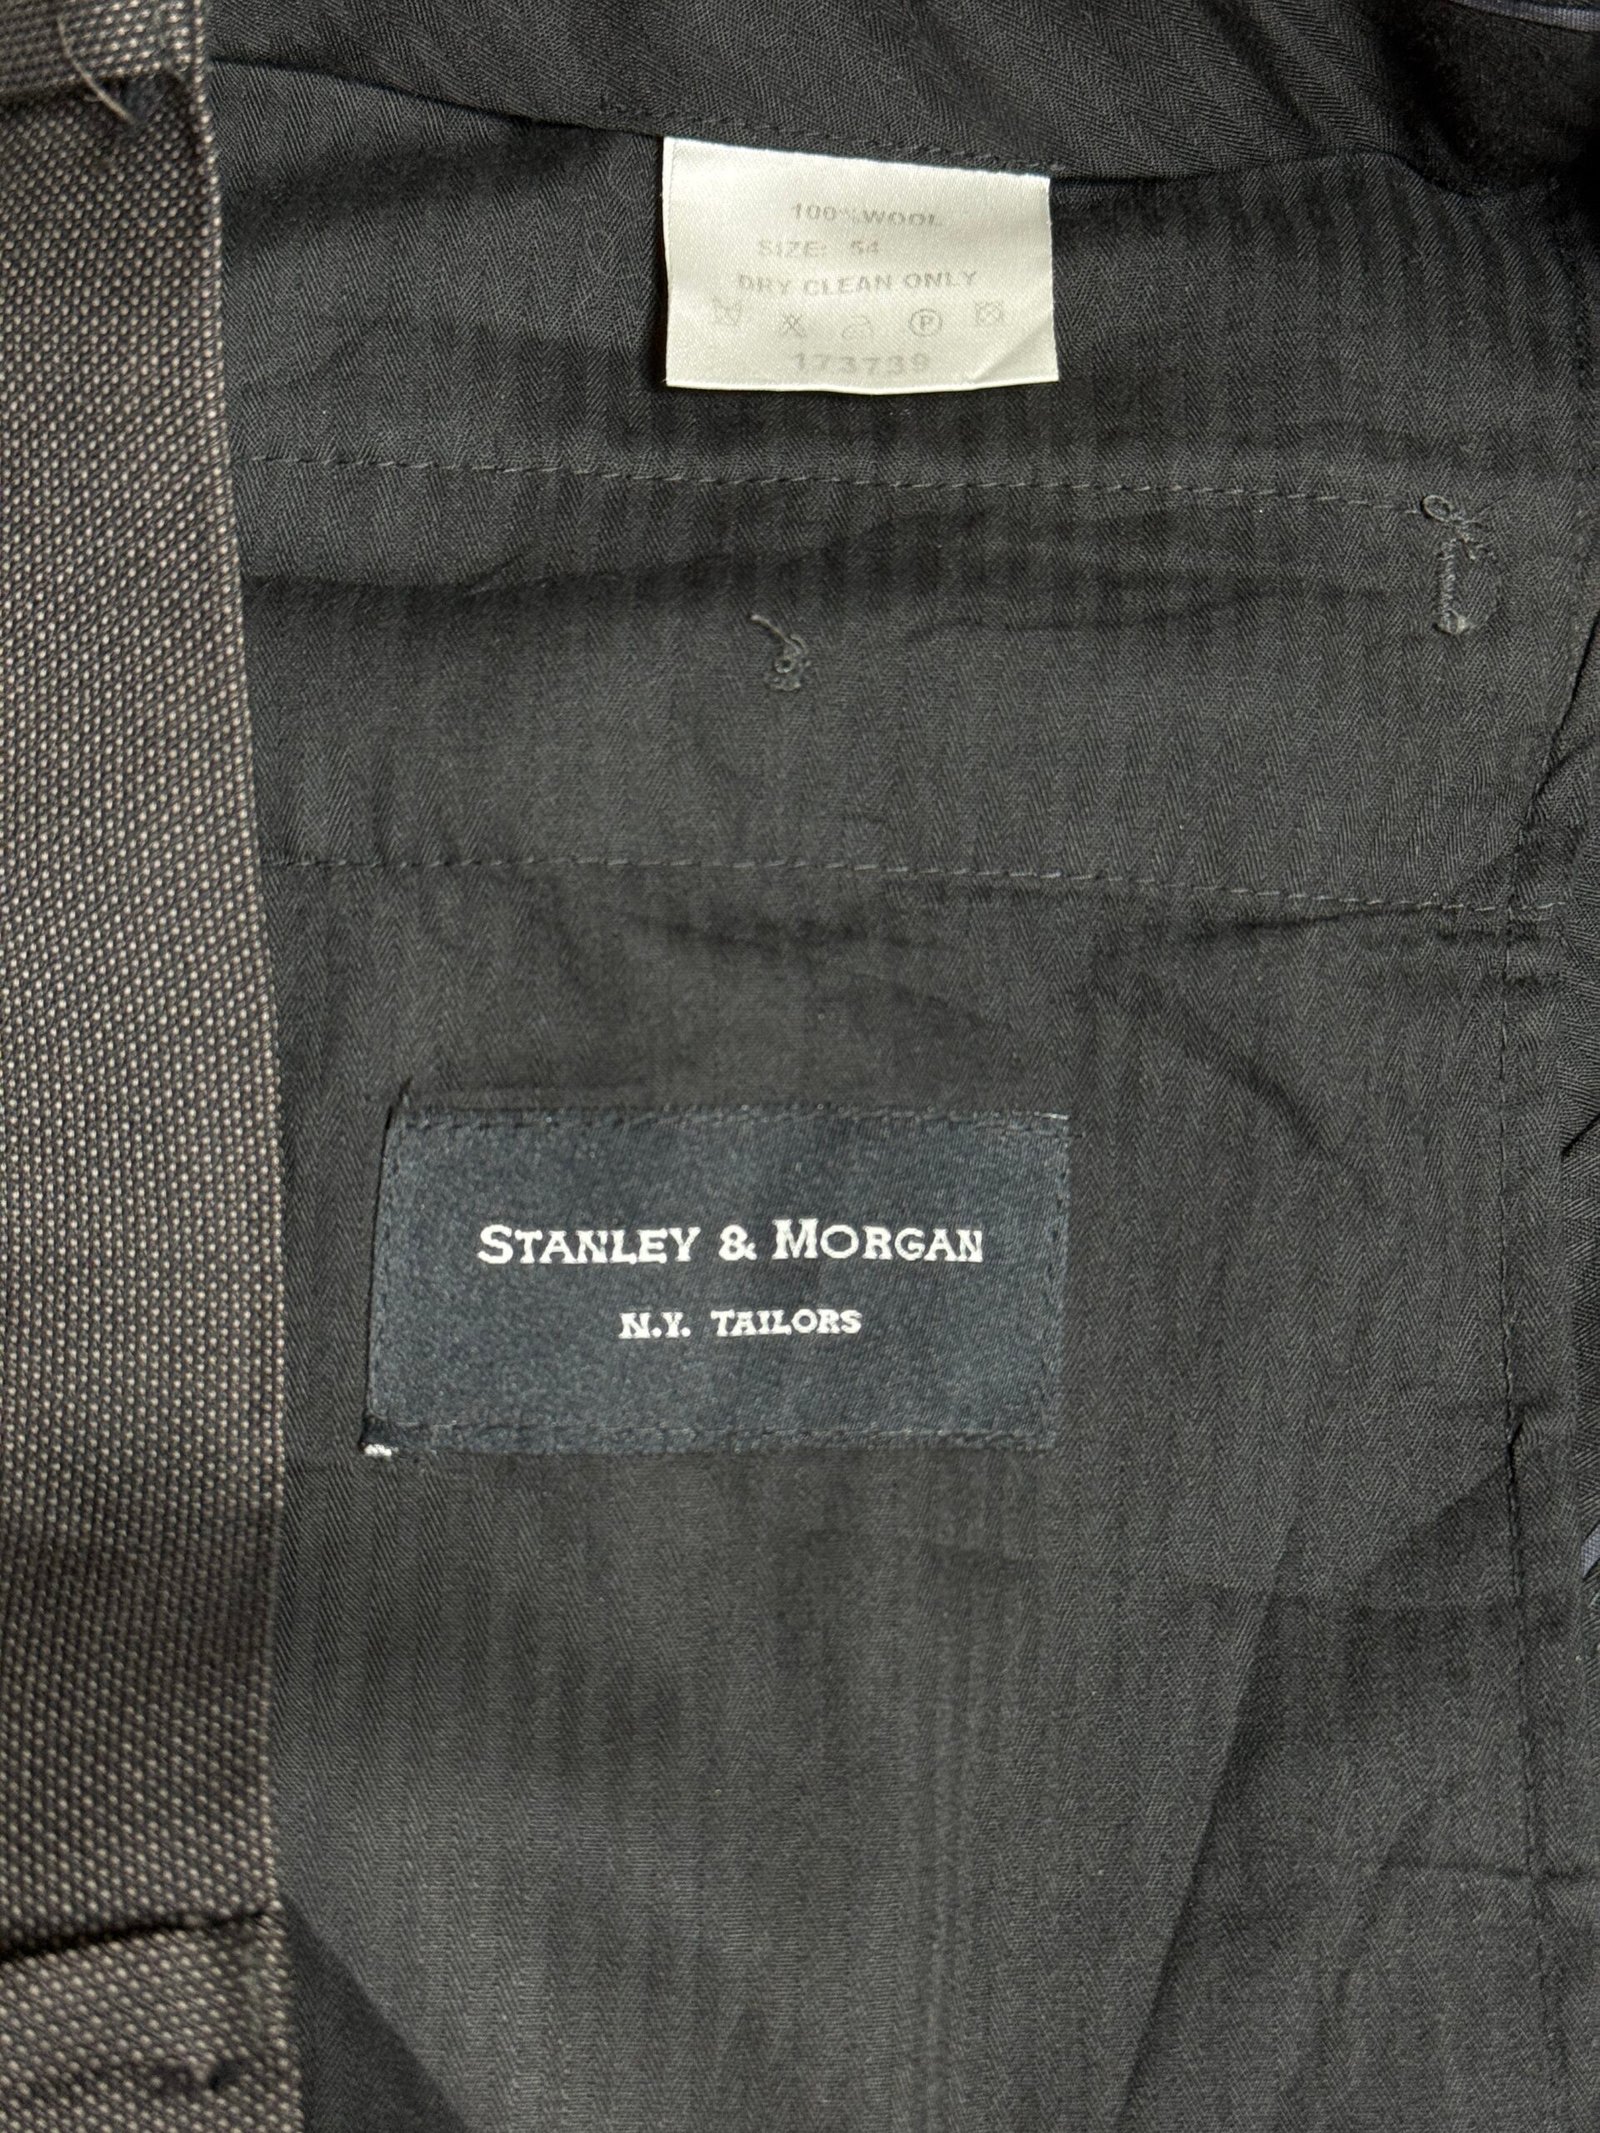 100% WOOL
SIZE: 54
DRY CLEAN ONLY
P
173739
STANLEY & MORGAN
N.Y. TAILORS